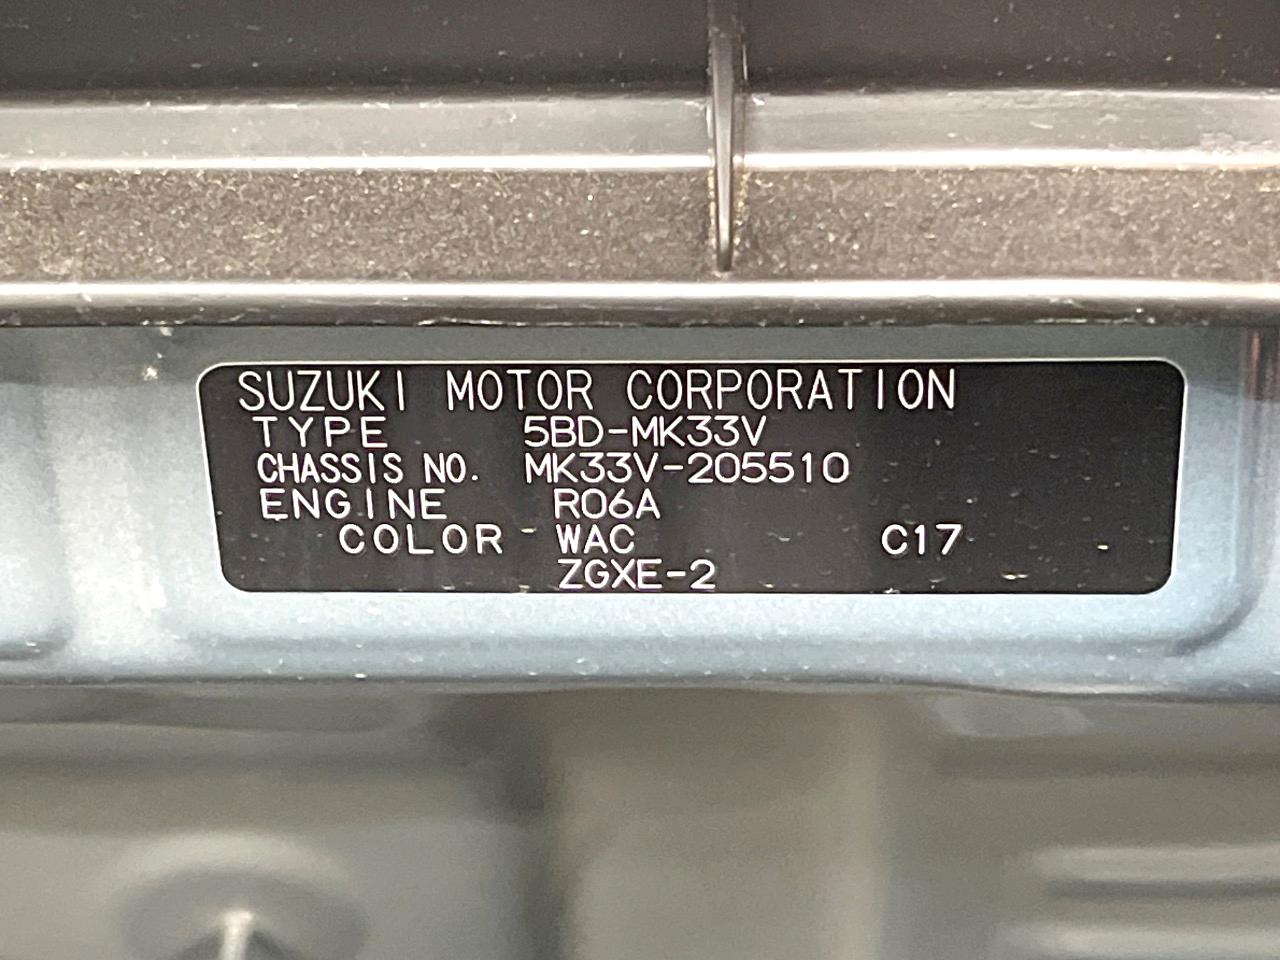 SUZUKI MOTOR CORPORATION
TYPE 5BD-MK33V
CHASSIS NO. MK33V-205510
ENGINE R06A
COLOR WAC C17
ZGXE-2